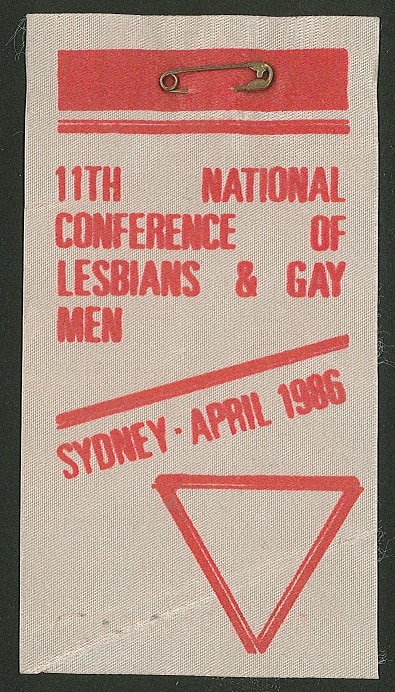 11TH NATIONAL
CONFERENCE OF
LESBIANS & GAY
MEN
SYDNEY - APRIL 1986